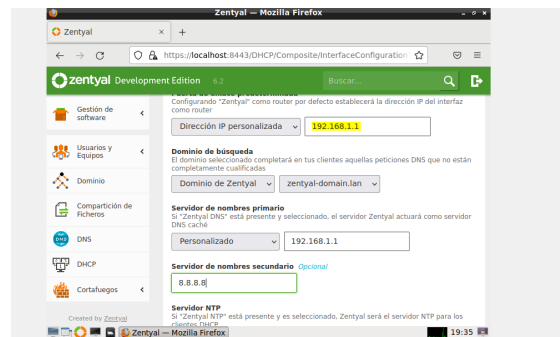 Zentyal — Mozilla Firefox
Zentyal
https://localhost:8443/DHCP/Composite/InterfaceConfiguration
zentyal Development Edition 6.2
Buscar...
Gestión de software
Usuarios y Equipos
Dominio
Compartición de Ficheros
DNS
DHCP
Cortafuegos
Created by Zentyal
Configurando "Zentyal" como router por defecto establecerá la dirección IP del interfaz
como router
Dirección IP personalizada
192.168.1.1
Dominio de búsqueda
El dominio seleccionado completará en tus clientes aquellas peticiones DNS que no están
completamente cualificadas
Dominio de Zentyal
zentyal-domain.lan
Servidor de nombres primario
Si "Zentyal DNS" está presente y seleccionado, el servidor Zentyal actuará como servidor
DNS caché
Personalizado
192.168.1.1
Servidor de nombres secundario Opcional
8.8.8.8
Servidor NTP
Si "Zentyal NTP" está presente y es seleccionado, Zentyal será el servidor NTP para los
clientes DHCP
Zentyal — Mozilla Firefox
19:35